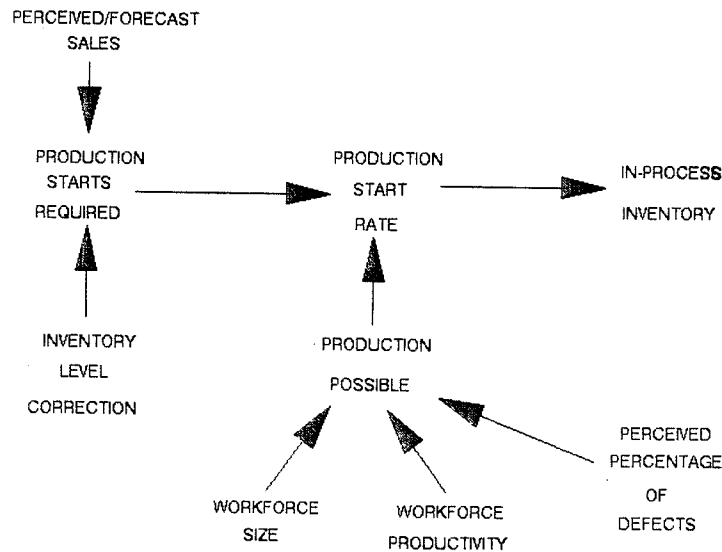 PERCEIVED/FORECAST
SALES
PRODUCTION
STARTS
REQUIRED
PRODUCTION
START
RATE
IN-PROCESS
INVENTORY
INVENTORY
LEVEL
CORRECTION
PRODUCTION
POSSIBLE
WORKFORCE
SIZE
WORKFORCE
PRODUCTIVITY
PERCEIVED
PERCENTAGE
OF
DEFECTS